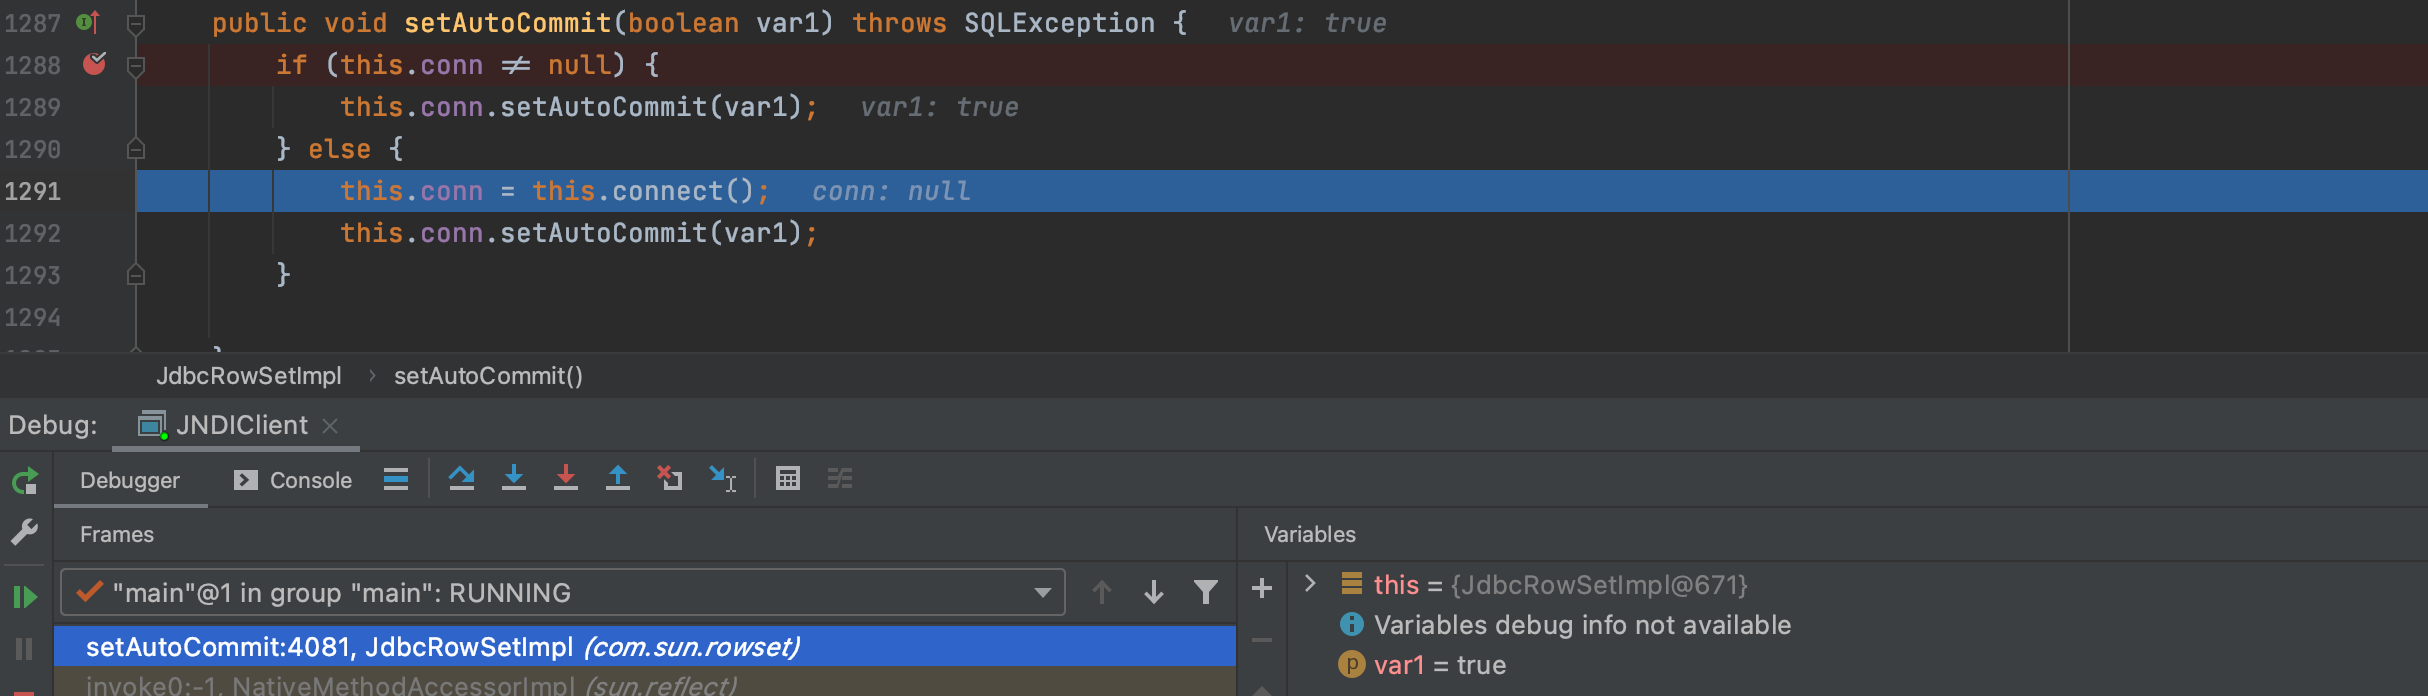 1287 public void setAutoCommit(boolean var1) throws SQLException { var1: true
1288 if (this.conn ≠ null) {
1289 this.conn.setAutoCommit(var1); var1: true
1290 } else {
1291 this.conn = this.connect(); conn: null
1292 this.conn.setAutoCommit(var1);
1293 }
1294
JdbcRowSetImpl › setAutoCommit()
Debug: JNDIClient
Debugger Console
Frames
Variables
"main"@1 in group "main": RUNNING
setAutoCommit:4081, JdbcRowSetImpl (com.sun.rowset)
invoke0:-1, NativeMethodAccessorImpl (sun.reflect)
this = {JdbcRowSetImpl@671}
Variables debug info not available
var1 = true